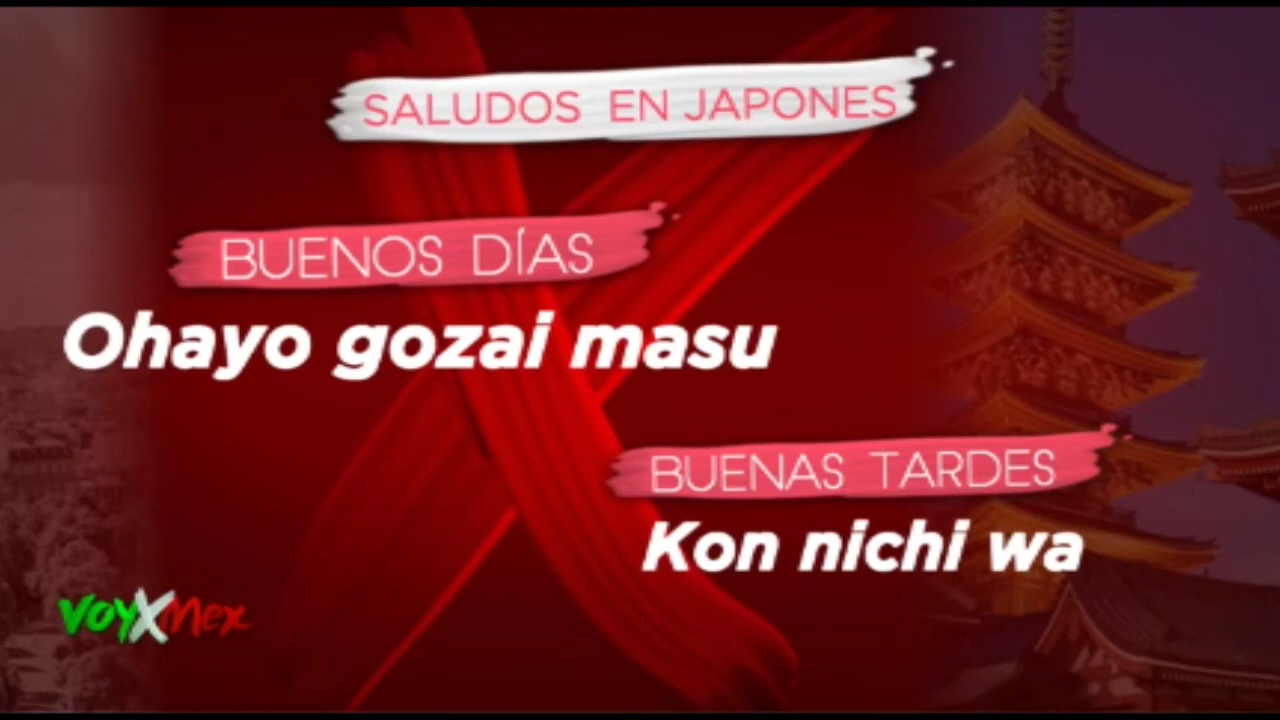 SALUDOS EN JAPONES
BUENOS DÍAS
Ohayo gozai masu
BUENAS TARDES
Kon nichi wa
VoyXMex